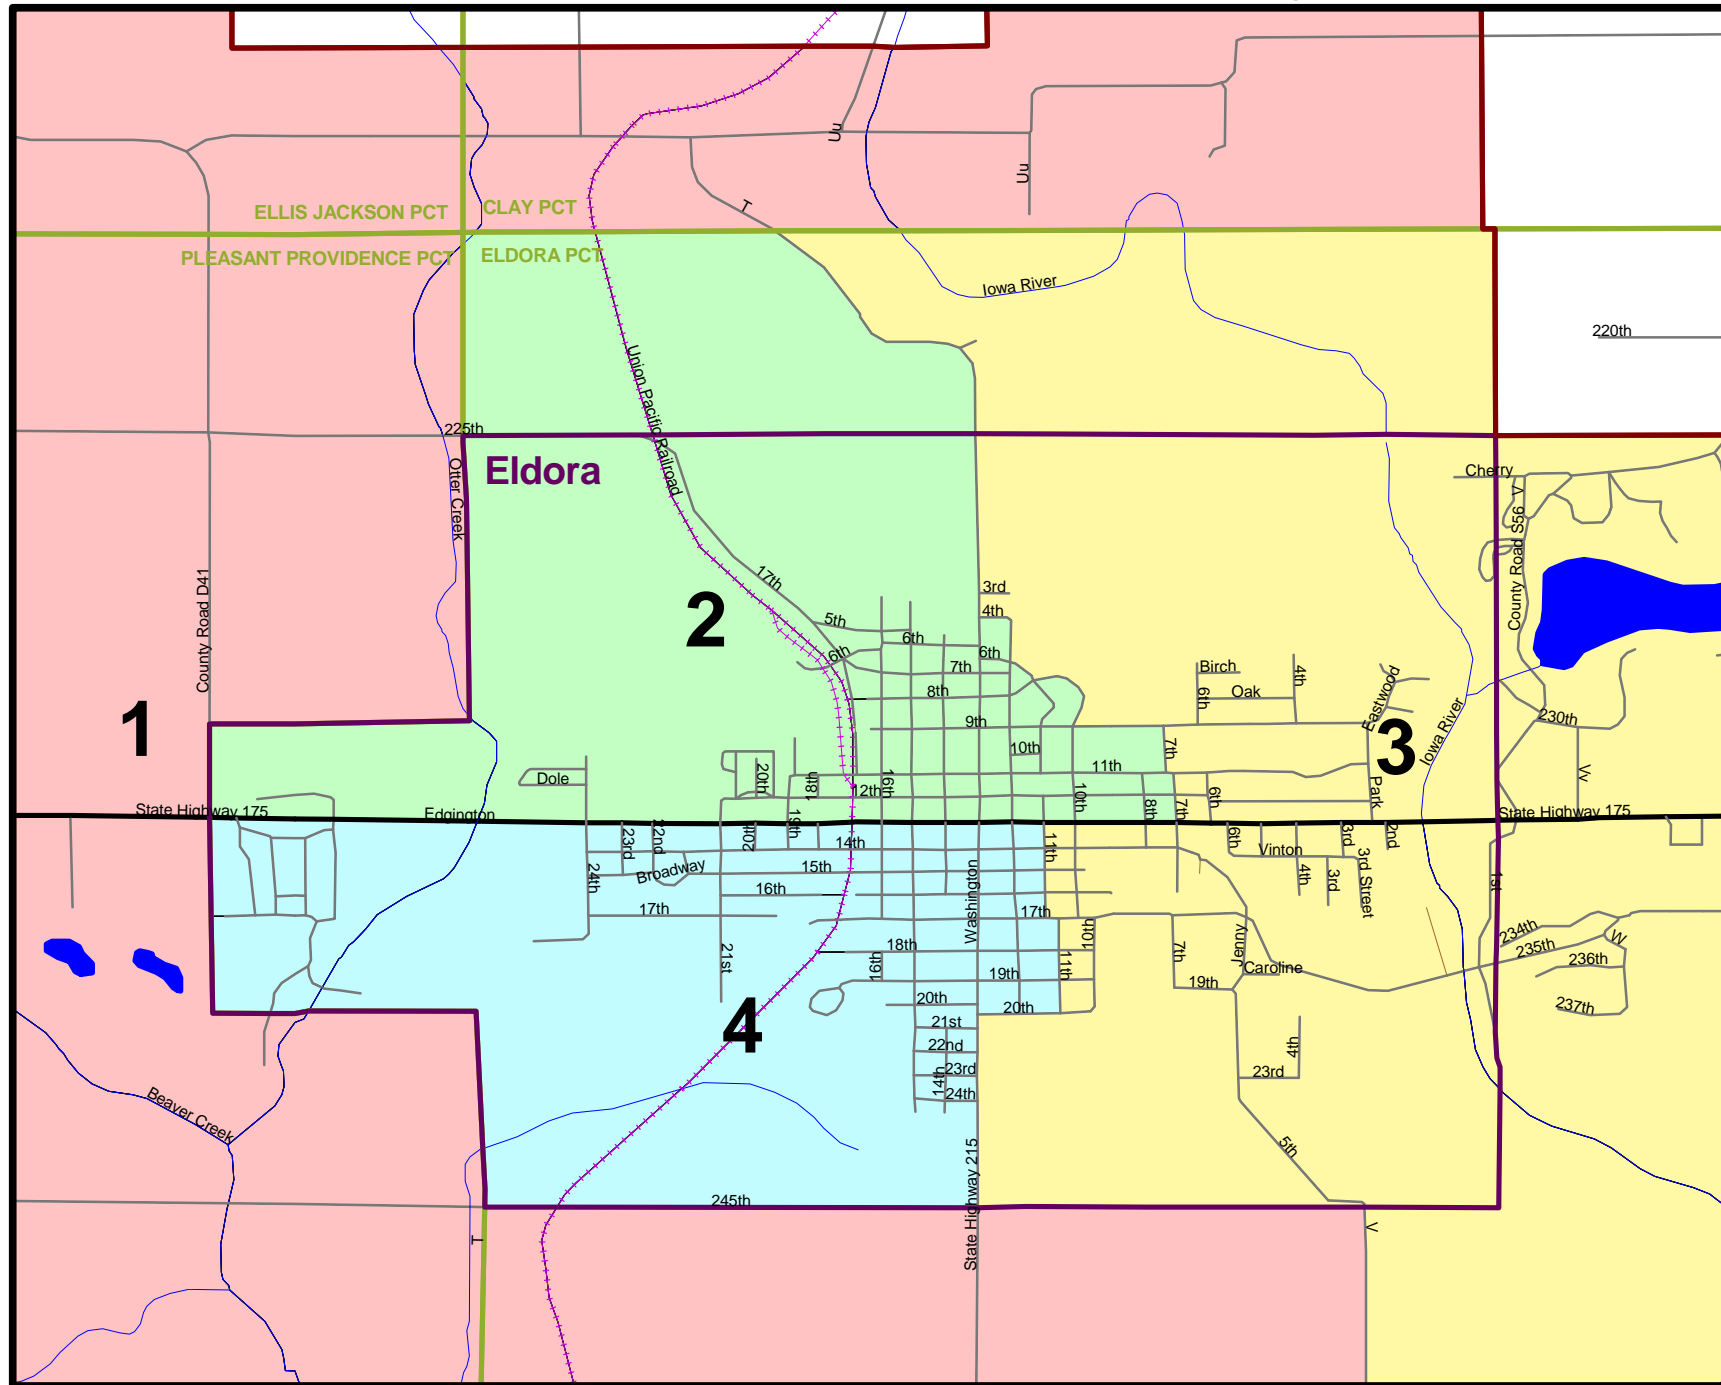 Uu
Uu
T
ELLIS JACKSON PCT
CLAY PCT
PLEASANT PROVIDENCE PCT
ELDORA PCT
Iowa River
220th
Union Pacific Railroad
225th
Eldora
Otter Creek
Cherry
County Road S56 V
17th
County Road D41
2
3rd
4th
5th
6th
6th
6th
7th
8th
9th
10th
11th
Birch
Oak
6th
4th
Eastwood
Iowa River
230th
1
3
7th
Vv
Dole
20th
18th
12th
16th
10th
8th
7th
6th
Park
State Highway 175
Edgington
State Highway 175
19th
23rd
22nd
20th
14th
11th
6th
Vinton
3rd
2nd
24th
Broadway
15th
16th
17th
Washington
17th
4th
3rd
3rd Street
1st
18th
16th
19th
21st
11th
10th
7th
Jenny
Caroline
19th
234th
235th
W
236th
237th
4
20th
20th
21st
22nd
23rd
14th
24th
4th
23rd
Beaver Creek
5th
245th
State Highway 215
T
V